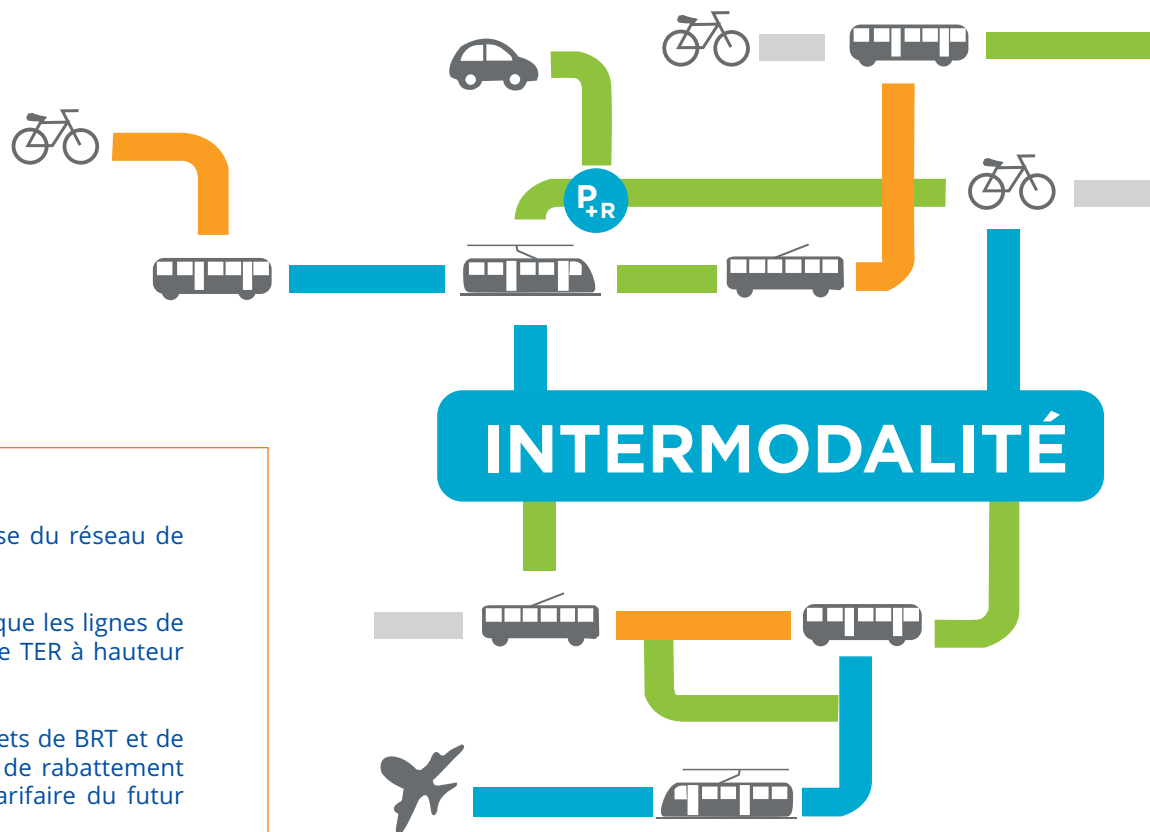 P+R
INTERMODALITÉ
se du réseau de
que les lignes de
e TER à hauteur
ets de BRT et de
de rabattement
arifaire du futur